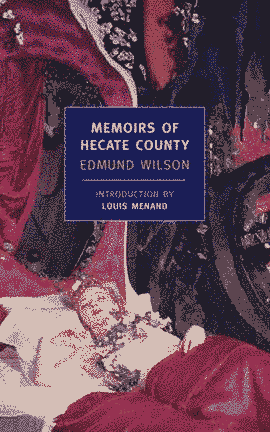 MEMOIRS OF
HECATE COUNTY
EDMUND WILSON
INTRODUCTION BY
LOUIS MENAND